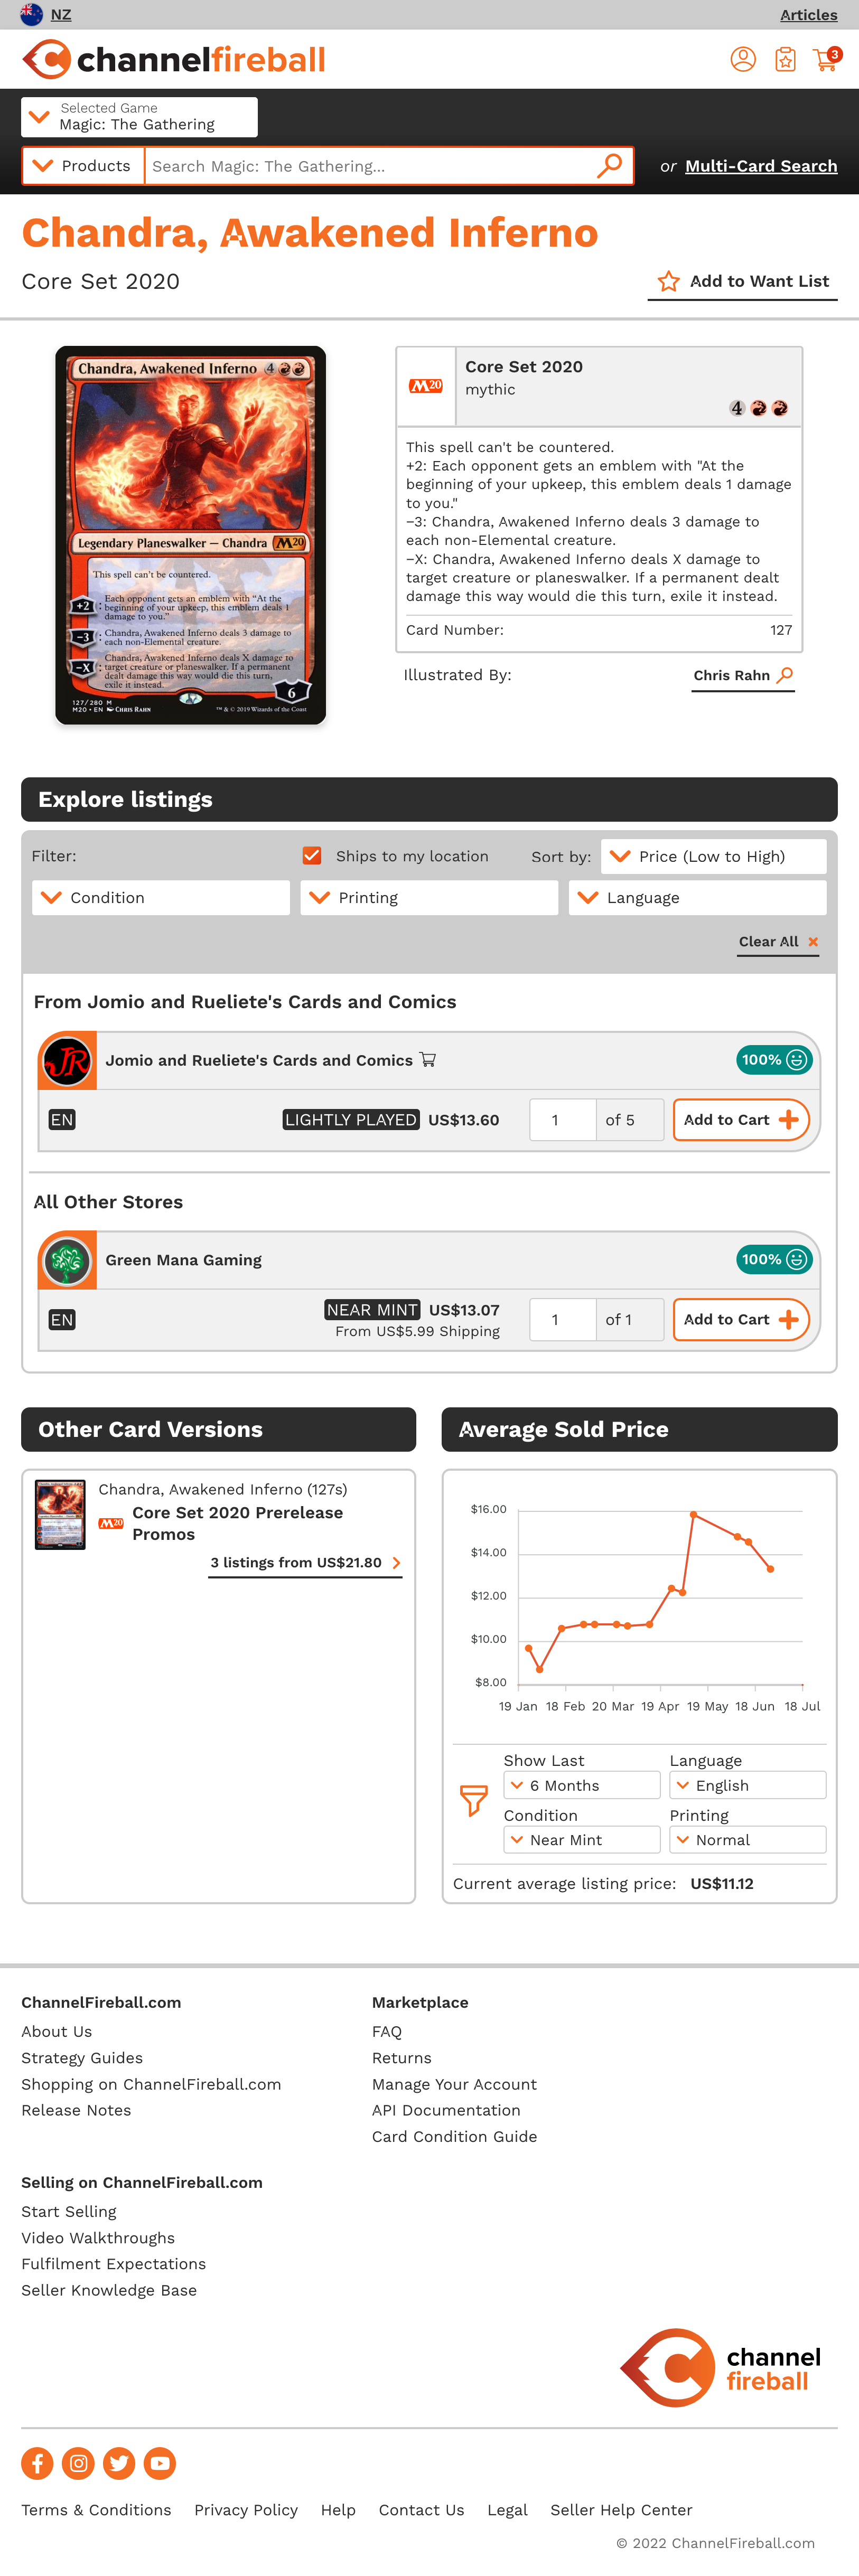 NZ
Articles
channelfireball
3
Selected Game
Magic: The Gathering
Products
Search Magic: The Gathering...
or Multi-Card Search
Chandra, Awakened Inferno
Core Set 2020
Add to Want List
Chandra, Awakened Inferno 4
Legendary Planeswalker — Chandra M20
This spell can't be countered.
+2: Each opponent gets an emblem with "At the
beginning of your upkeep, this emblem deals 1
damage to you."
−3: Chandra, Awakened Inferno deals 3 damage to
each non-Elemental creature.
−X: Chandra, Awakened Inferno deals X damage to
target creature or planeswalker. If a permanent
dealt damage this way would die this turn,
exile it instead.
6
127/280 M
M20 • EN Chris Rahn
™ & © 2019 Wizards of the Coast
M20
Core Set 2020
mythic
4
This spell can't be countered.
+2: Each opponent gets an emblem with "At the
beginning of your upkeep, this emblem deals 1 damage
to you."
−3: Chandra, Awakened Inferno deals 3 damage to
each non-Elemental creature.
−X: Chandra, Awakened Inferno deals X damage to
target creature or planeswalker. If a permanent dealt
damage this way would die this turn, exile it instead.
Card Number: 127
Illustrated By: Chris Rahn
Explore listings
Filter:
Ships to my location
Sort by: Price (Low to High)
Condition
Printing
Language
Clear All ×
From Jomio and Rueliete's Cards and Comics
JR
Jomio and Rueliete's Cards and Comics
100%
EN
LIGHTLY PLAYED US$13.60
1 of 5
Add to Cart
All Other Stores
Green Mana Gaming
100%
EN
NEAR MINT US$13.07
From US$5.99 Shipping
1 of 1
Add to Cart
Other Card Versions
Chandra, Awakened Inferno (127s)
M20
Core Set 2020 Prerelease
Promos
3 listings from US$21.80
Average Sold Price
$16.00
$14.00
$12.00
$10.00
$8.00
19 Jan 18 Feb 20 Mar 19 Apr 19 May 18 Jun 18 Jul
Show Last
6 Months
Language
English
Condition
Near Mint
Printing
Normal
Current average listing price: US$11.12
ChannelFireball.com
About Us
Strategy Guides
Shopping on ChannelFireball.com
Release Notes
Marketplace
FAQ
Returns
Manage Your Account
API Documentation
Card Condition Guide
Selling on ChannelFireball.com
Start Selling
Video Walkthroughs
Fulfilment Expectations
Seller Knowledge Base
channel
fireball
Terms & Conditions Privacy Policy Help Contact Us Legal Seller Help Center
© 2022 ChannelFireball.com